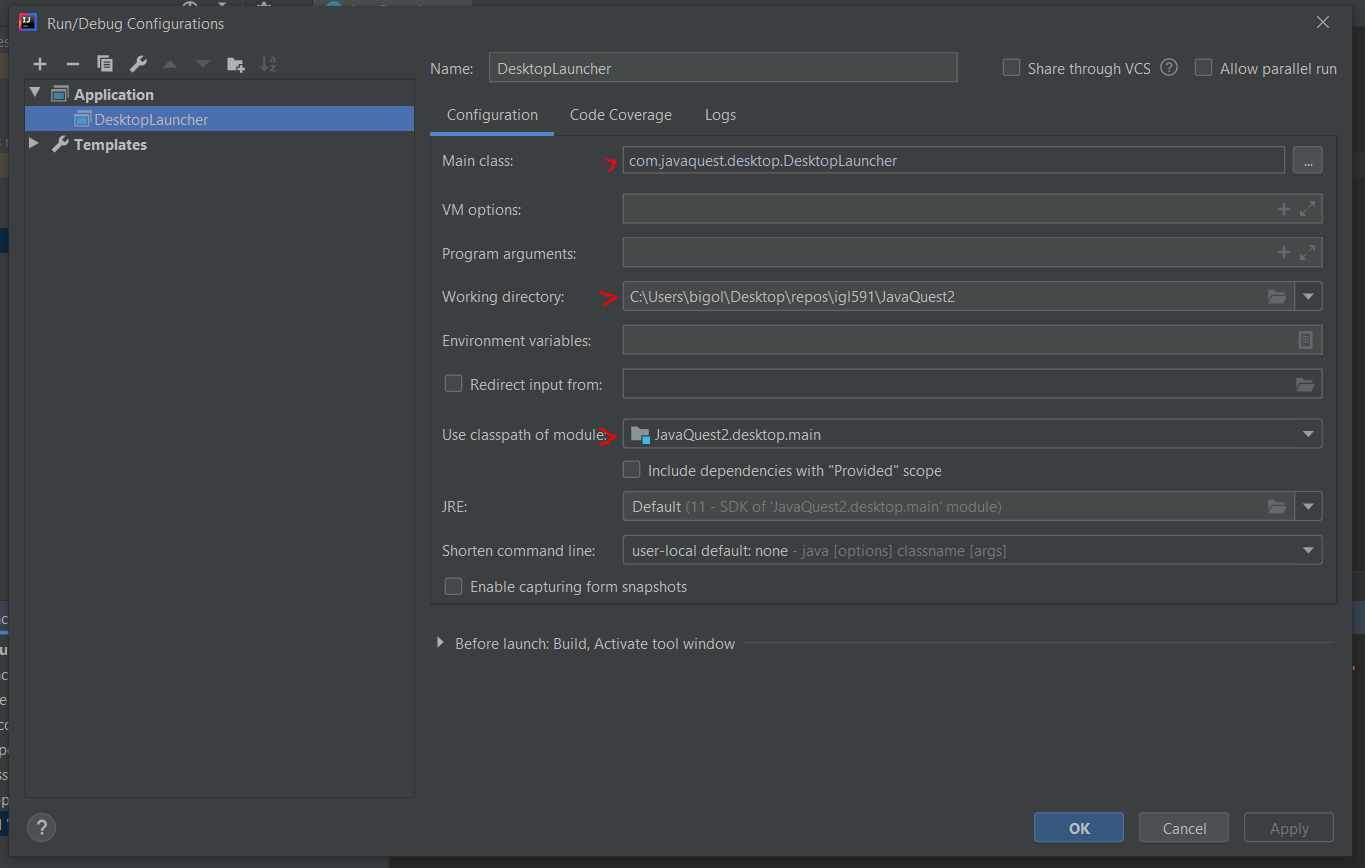 Run/Debug Configurations
Application
DesktopLauncher
Templates
Name: DesktopLauncher Share through VCS ? Allow parallel run
Configuration Code Coverage Logs
Main class: com.javaquest.desktop.DesktopLauncher ...
VM options:
Program arguments:
Working directory: C:\Users\bigol\Desktop\repos\igl591\JavaQuest2
Environment variables:
Redirect input from:
Use classpath of module: JavaQuest2.desktop.main
Include dependencies with "Provided" scope
JRE: Default (11 - SDK of 'JavaQuest2.desktop.main' module)
Shorten command line: user-local default: none - java [options] classname [args]
Enable capturing form snapshots
Before launch: Build, Activate tool window
? OK Cancel Apply